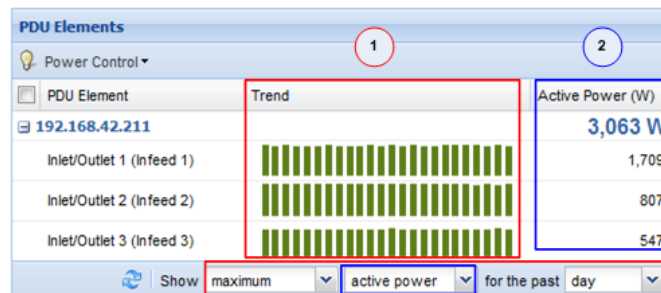 PDU Elements
1
2
Power Control
PDU Element Trend Active Power (W)
192.168.42.211 3,063 W
Inlet/Outlet 1 (Infeed 1) 1,709
Inlet/Outlet 2 (Infeed 2) 807
Inlet/Outlet 3 (Infeed 3) 547
Show maximum active power for the past day